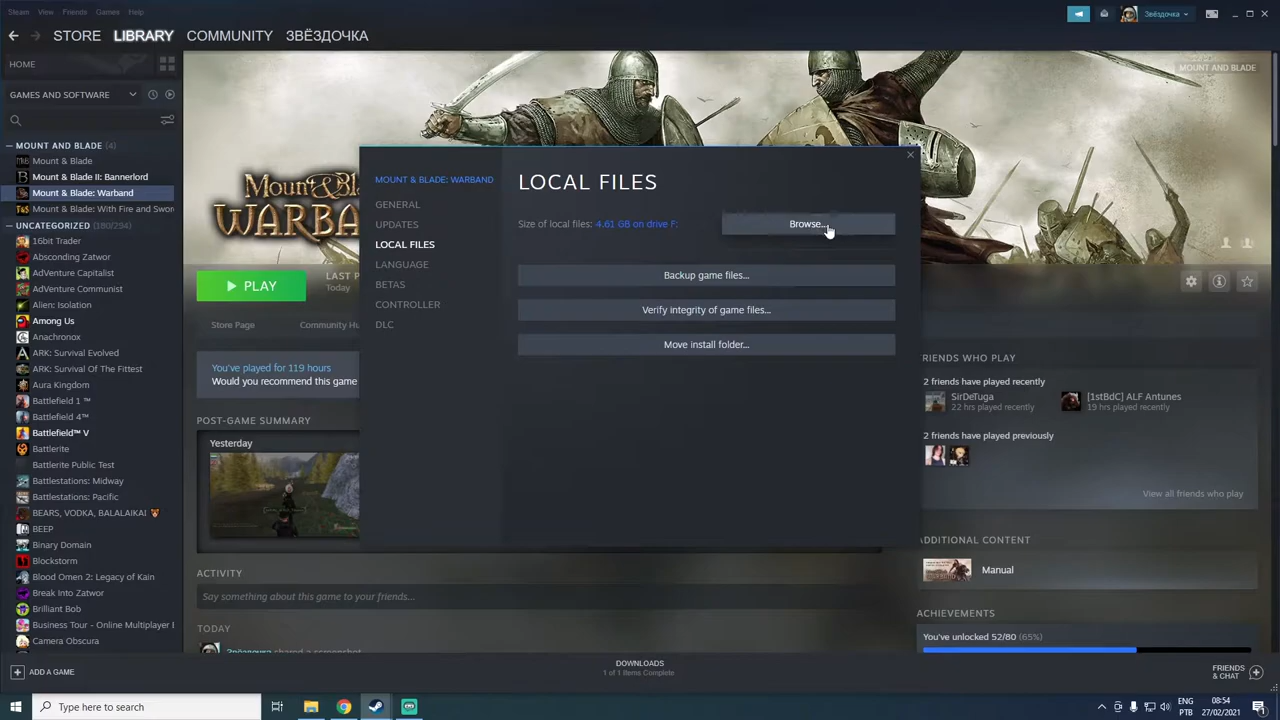 Steam View Friends Games Help
Звёздочка
STORE LIBRARY COMMUNITY ЗВЁЗДОЧКА
HOME
MOUNT AND BLADE
GAMES AND SOFTWARE
MOUNT AND BLADE (4)
Mount & Blade
Mount & Blade II: Bannerlord
Mount & Blade: Warband
Mount & Blade: With Fire and Swor
UNCATEGORIZED (180/294)
16bit Trader
Absconding Zatwor
AdVenture Capitalist
AdVenture Communist
Alien: Isolation
Among Us
Anachronox
ARK: Survival Evolved
ARK: Survival Of The Fittest
Aura Kingdom
Battlefield 1 ™
Battlefield 4™
Battlefield™ V
Battlerite
Battlerite Public Test
Battlestations: Midway
Battlestations: Pacific
BEARS, VODKA, BALALAIKA!
BEEP
Binary Domain
Blockstorm
Blood Omen 2: Legacy of Kain
Break Into Zatwor
Brilliant Bob
Business Tour - Online Multiplayer
Camera Obscura
MOUNT & BLADE: WARBAND
GENERAL
UPDATES
LOCAL FILES
LANGUAGE
BETAS
CONTROLLER
DLC
LOCAL FILES
Size of local files: 4.61 GB on drive F:
Browse...
Backup game files...
Verify integrity of game files...
Move install folder...
MOUNT & BLA
WARBAN
PLAY
LAST P
Today
Store Page
Community Hu
You've played for 119 hours
Would you recommend this game
POST-GAME SUMMARY
Yesterday
ACTIVITY
Say something about this game to your friends...
TODAY
Звёздочка shared a screenshot
FRIENDS WHO PLAY
2 friends have played recently
SirDeTuga
22 hrs played recently
[1stBdC] ALF Antunes
19 hrs played recently
2 friends have played previously
View all friends who play
ADDITIONAL CONTENT
Manual
ACHIEVEMENTS
You've unlocked 52/80 (65%)
ADD A GAME
DOWNLOADS
1 of 1 Items Complete
FRIENDS
& CHAT
Type here to search
ENG
PTB
08:54
27/02/2021